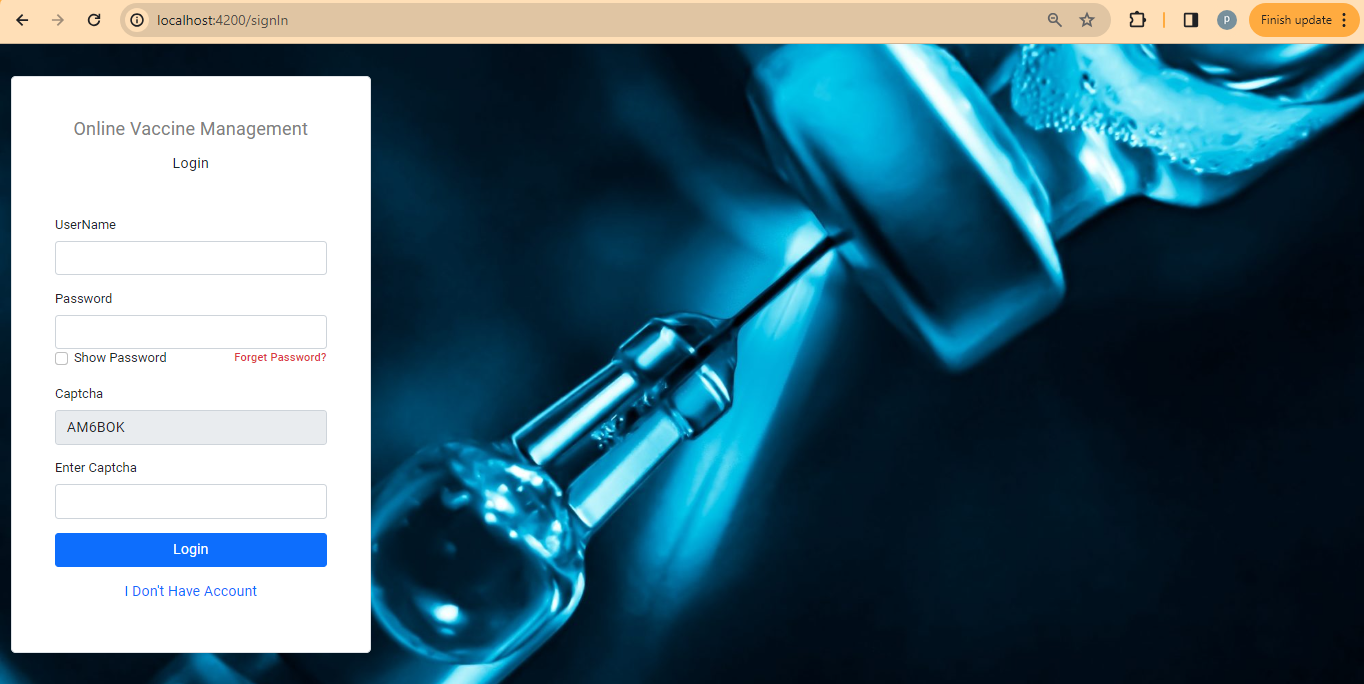 localhost:4200/signIn
p
Finish update
Online Vaccine Management
Login
UserName
Password
Show Password Forget Password?
Captcha
AM6BOK
Enter Captcha
Login
I Don't Have Account